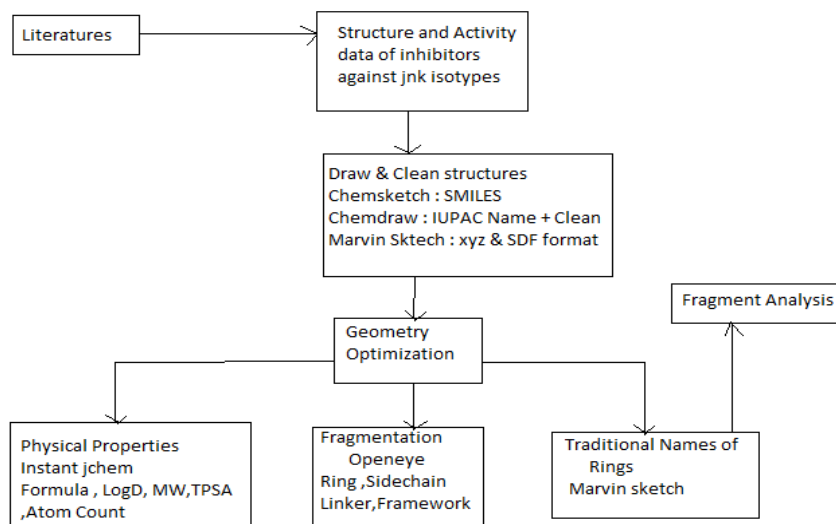 Literatures
Structure and Activity
data of inhibitors
against jnk isotypes
Draw & Clean structures
Chemsketch : SMILES
Chemdraw : IUPAC Name + Clean
Marvin Sktech : xyz & SDF format
Geometry
Optimization
Fragment Analysis
Physical Properties
Instant jchem
Formula , LogD, MW,TPSA
,Atom Count
Fragmentation
Openeye
Ring ,Sidechain
Linker,Framework
Traditional Names of
Rings
Marvin sketch